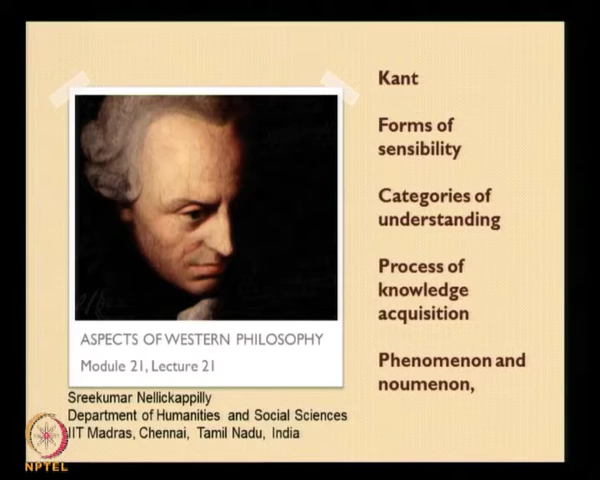 Kant
Forms of
sensibility
Categories of
understanding
Process of
knowledge
acquisition
Phenomenon and
noumenon,
ASPECTS OF WESTERN PHILOSOPHY
Module 21, Lecture 21
Sreekumar Nellickappilly
Department of Humanities and Social Sciences
IIT Madras, Chennai, Tamil Nadu, India
NPTEL